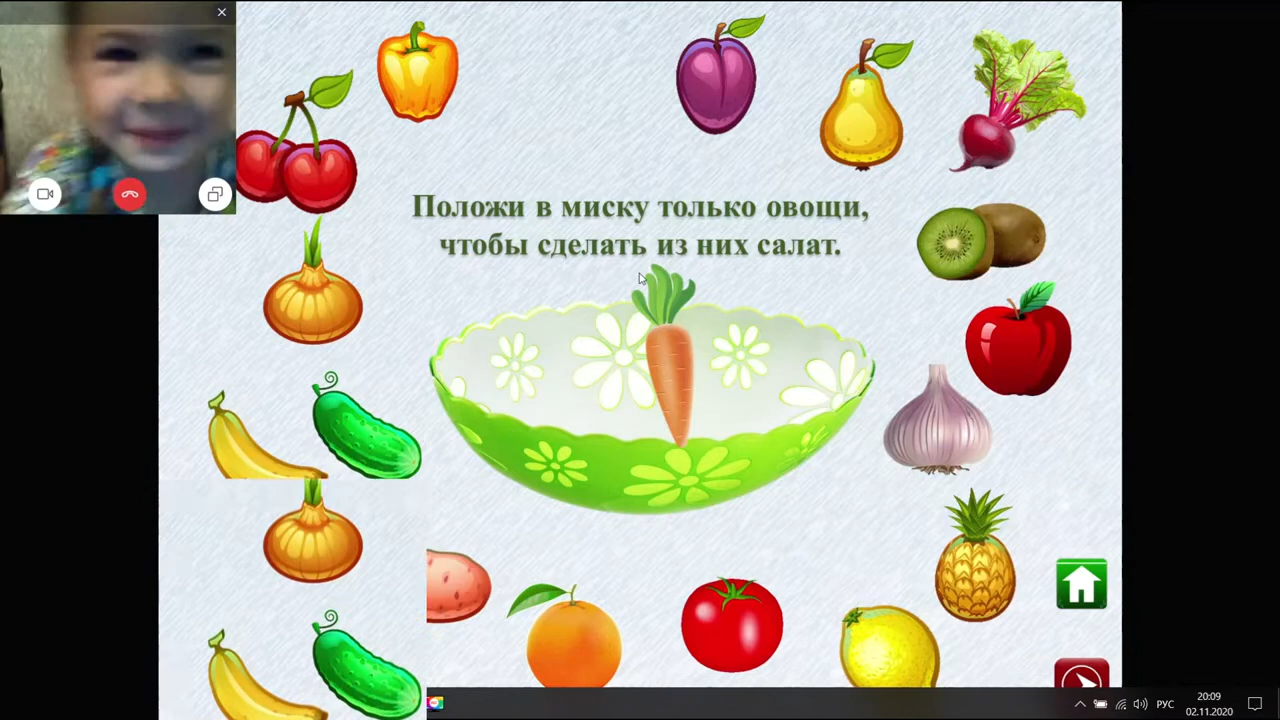 Положи в миску только овощи,
чтобы сделать из них салат.
РУС
20:09
02.11.2020